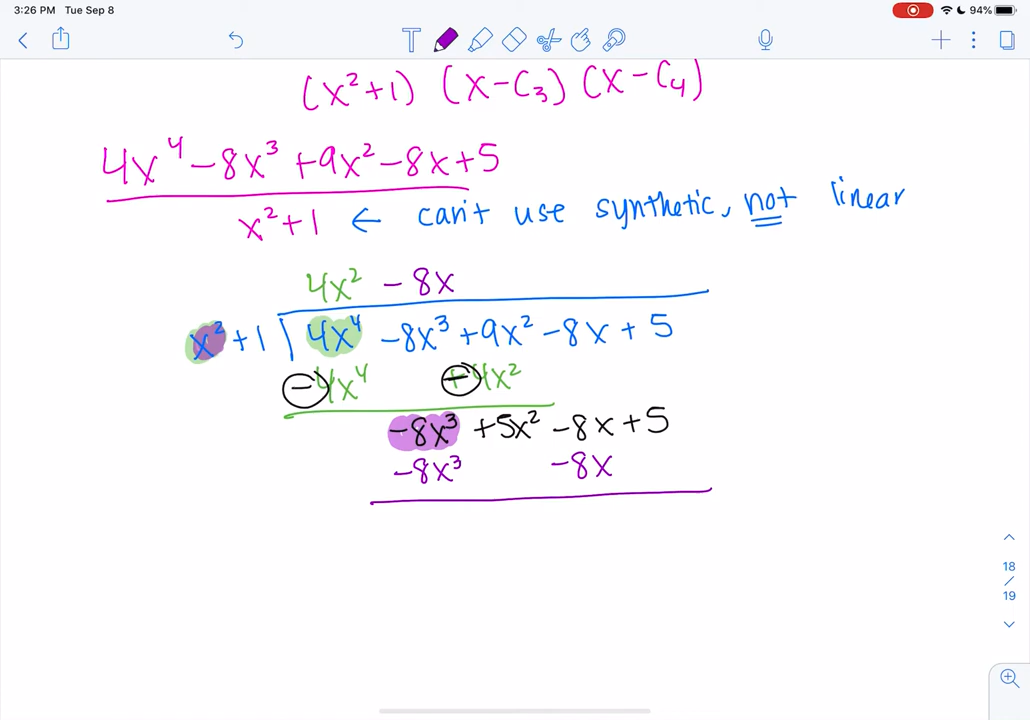 3:26 PM Tue Sep 8 94%
T
(x²+1) (x-C₃) (x-C₄)
4x⁴ -8x³ +9x² -8x+5
x²+1 ← can't use synthetic, not linear
4x² -8x
x² +1 4x⁴ -8x³ +9x² -8x + 5
- 4x⁴ - 4x²
-8x³ +5x² -8x +5
-8x³ -8x
18
/
19